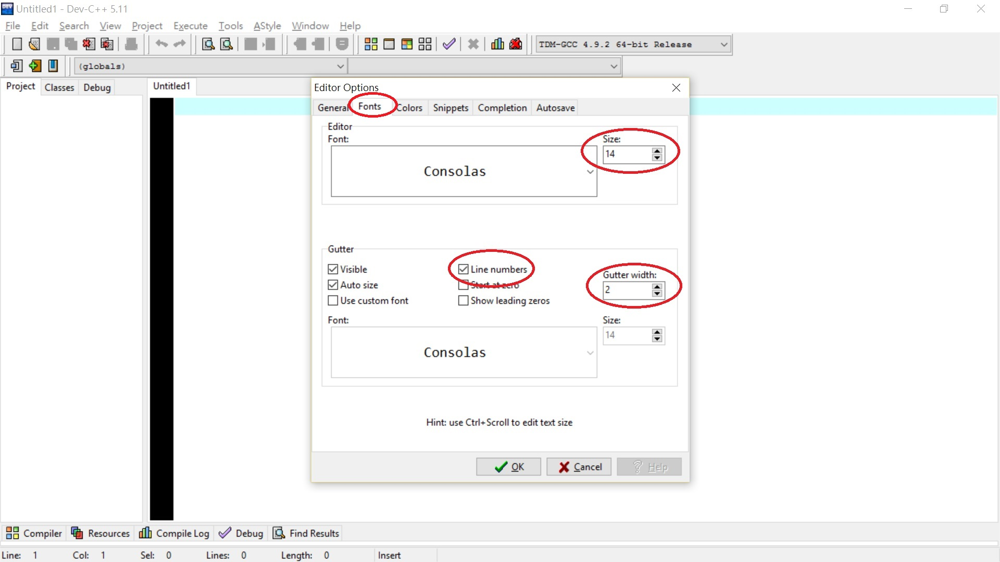 Untitled1 - Dev-C++ 5.11
File Edit Search View Project Execute Tools AStyle Window Help
TDM-GCC 4.9.2 64-bit Release
(globals)
Project Classes Debug Untitled1
Editor Options
General Fonts Colors Snippets Completion Autosave
Editor
Font: Size:
14
Consolas
Gutter
Visible Line numbers Gutter width:
Auto size Start at zero 2
Use custom font Show leading zeros
Font: Size:
14
Consolas
Hint: use Ctrl+Scroll to edit text size
OK Cancel Help
Compiler Resources Compile Log Debug Find Results
Line: 1 Col: 1 Sel: 0 Lines: 0 Length: 0 Insert